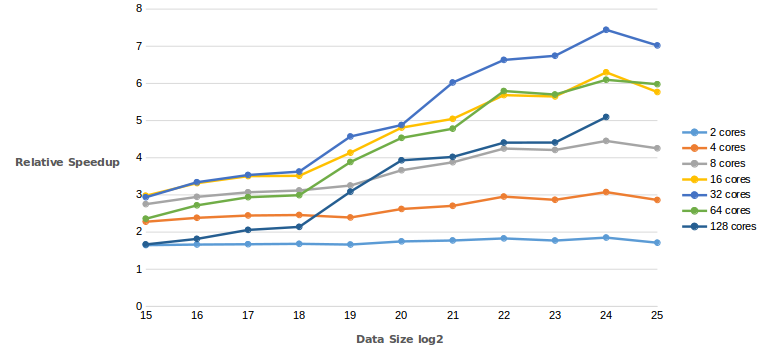 8
7
6
5
4
3
2
1
0
Relative Speedup
15 16 17 18 19 20 21 22 23 24 25
Data Size log2
2 cores
4 cores
8 cores
16 cores
32 cores
64 cores
128 cores